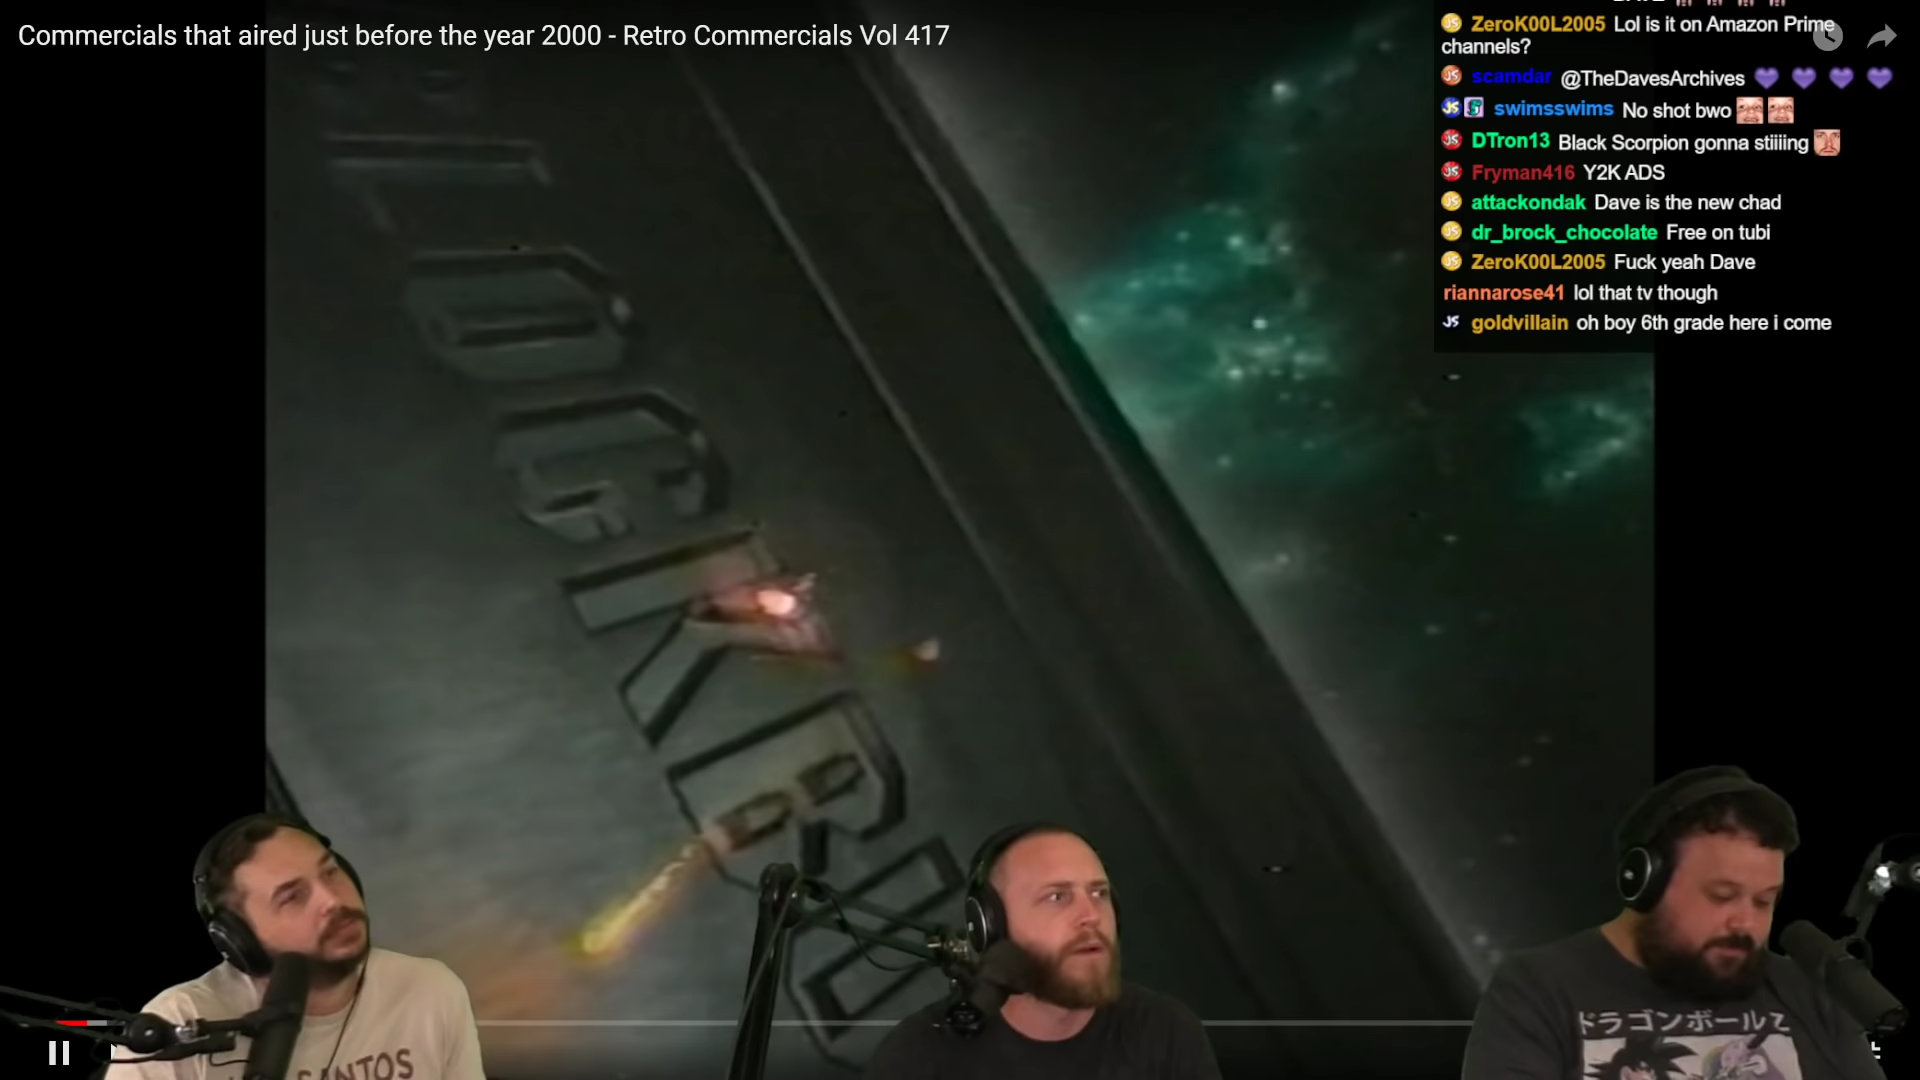 Commercials that aired just before the year 2000 - Retro Commercials Vol 417
ZeroK00L2005 Lol is it on Amazon Prime
channels?
scamdar @TheDavesArchives
swimsswims No shot bwo
DTron13 Black Scorpion gonna stiiiing
Fryman416 Y2K ADS
attackondak Dave is the new chad
dr_brock_chocolate Free on tubi
ZeroK00L2005 Fuck yeah Dave
riannarose41 lol that tv though
goldvillain oh boy 6th grade here i come
ドラゴンボールZ